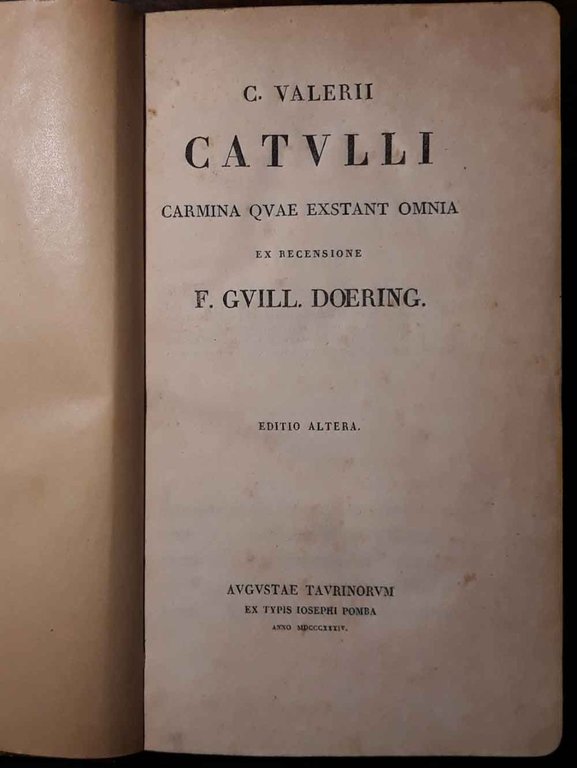 C. VALERII
CATVLLI
CARMINA QVAE EXSTANT OMNIA
EX RECENSIONE
F. GVILL. DOERING.
EDITIO ALTERA.
AVGVSTAE TAVRINORVM
EX TYPIS IOSEPHI POMBA
ANNO MDCCCXXXIV.